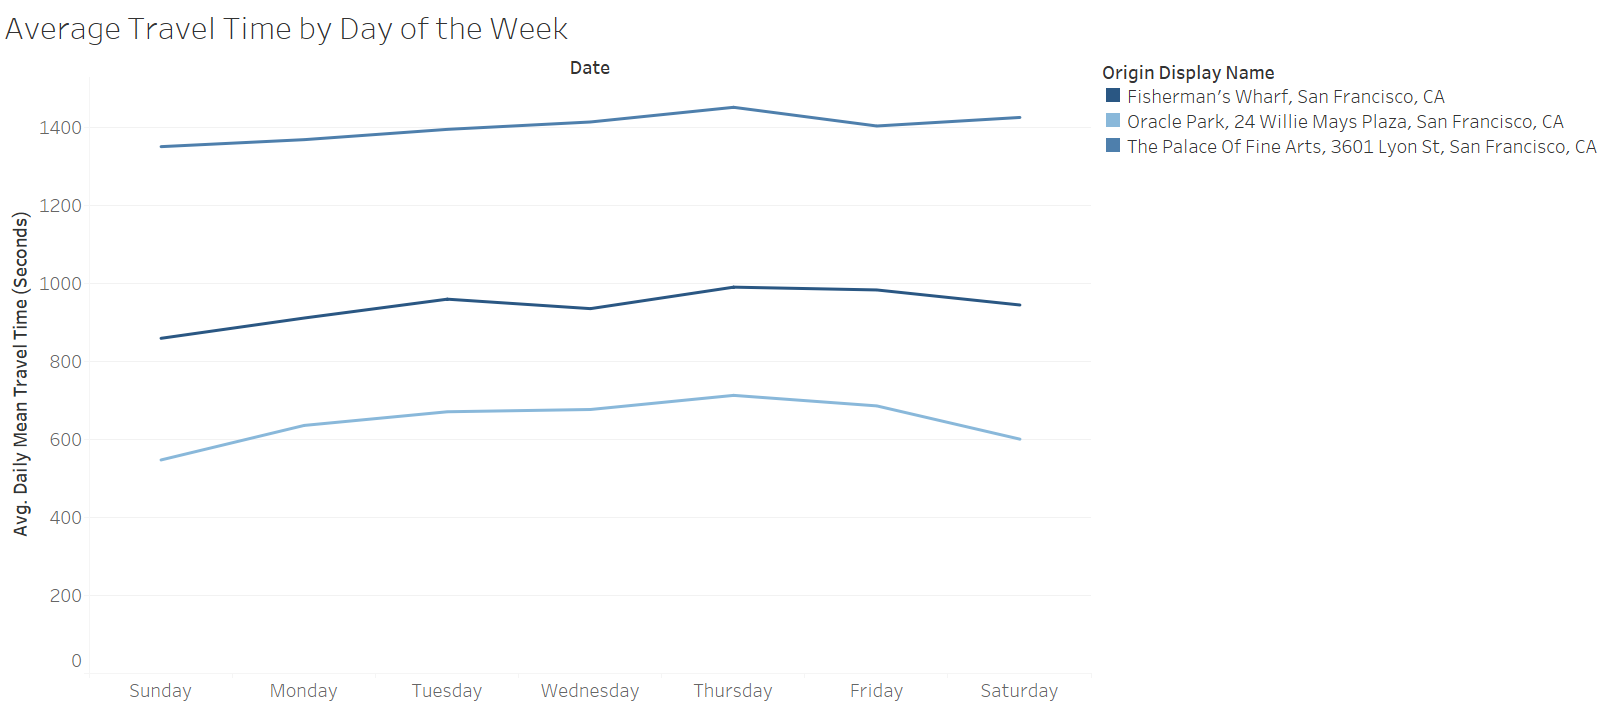 Average Travel Time by Day of the Week
Date
Origin Display Name
Fisherman's Wharf, San Francisco, CA
Oracle Park, 24 Willie Mays Plaza, San Francisco, CA
The Palace Of Fine Arts, 3601 Lyon St, San Francisco, CA
Avg. Daily Mean Travel Time (Seconds)
1400
1200
1000
800
600
400
200
0
Sunday Monday Tuesday Wednesday Thursday Friday Saturday